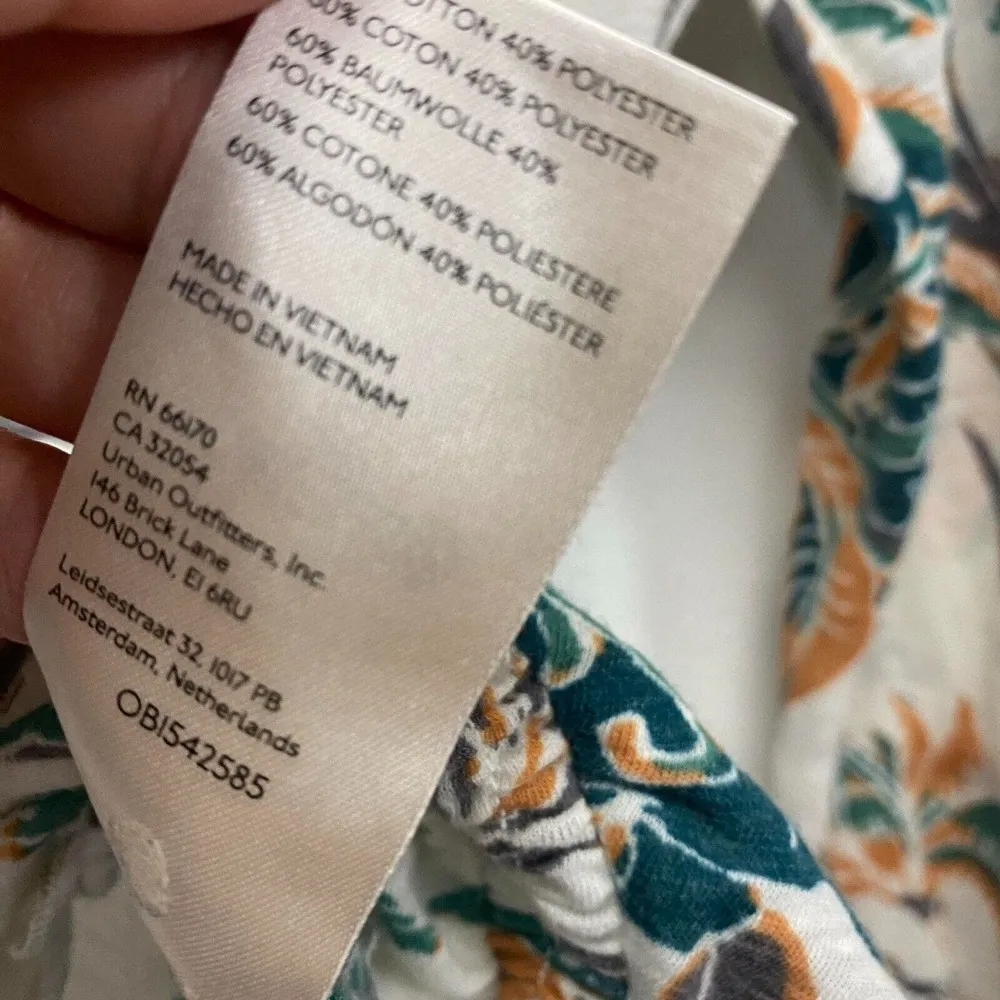 40% POLYESTER
COTON 40% POLYESTER
60% BAUMWOLLE 40%
POLYESTER
60% COTONE 40% POLIESTERE
60% ALGODÓN 40% POLIÉSTER
MADE IN VIETNAM
HECHO EN VIETNAM
RN 66170
CA 32054
Urban Outfitters, Inc.
146 Brick Lane
LONDON, E1 6RU
Leidsestraat 32, 1017 PB
Amsterdam, Netherlands
OB1542585